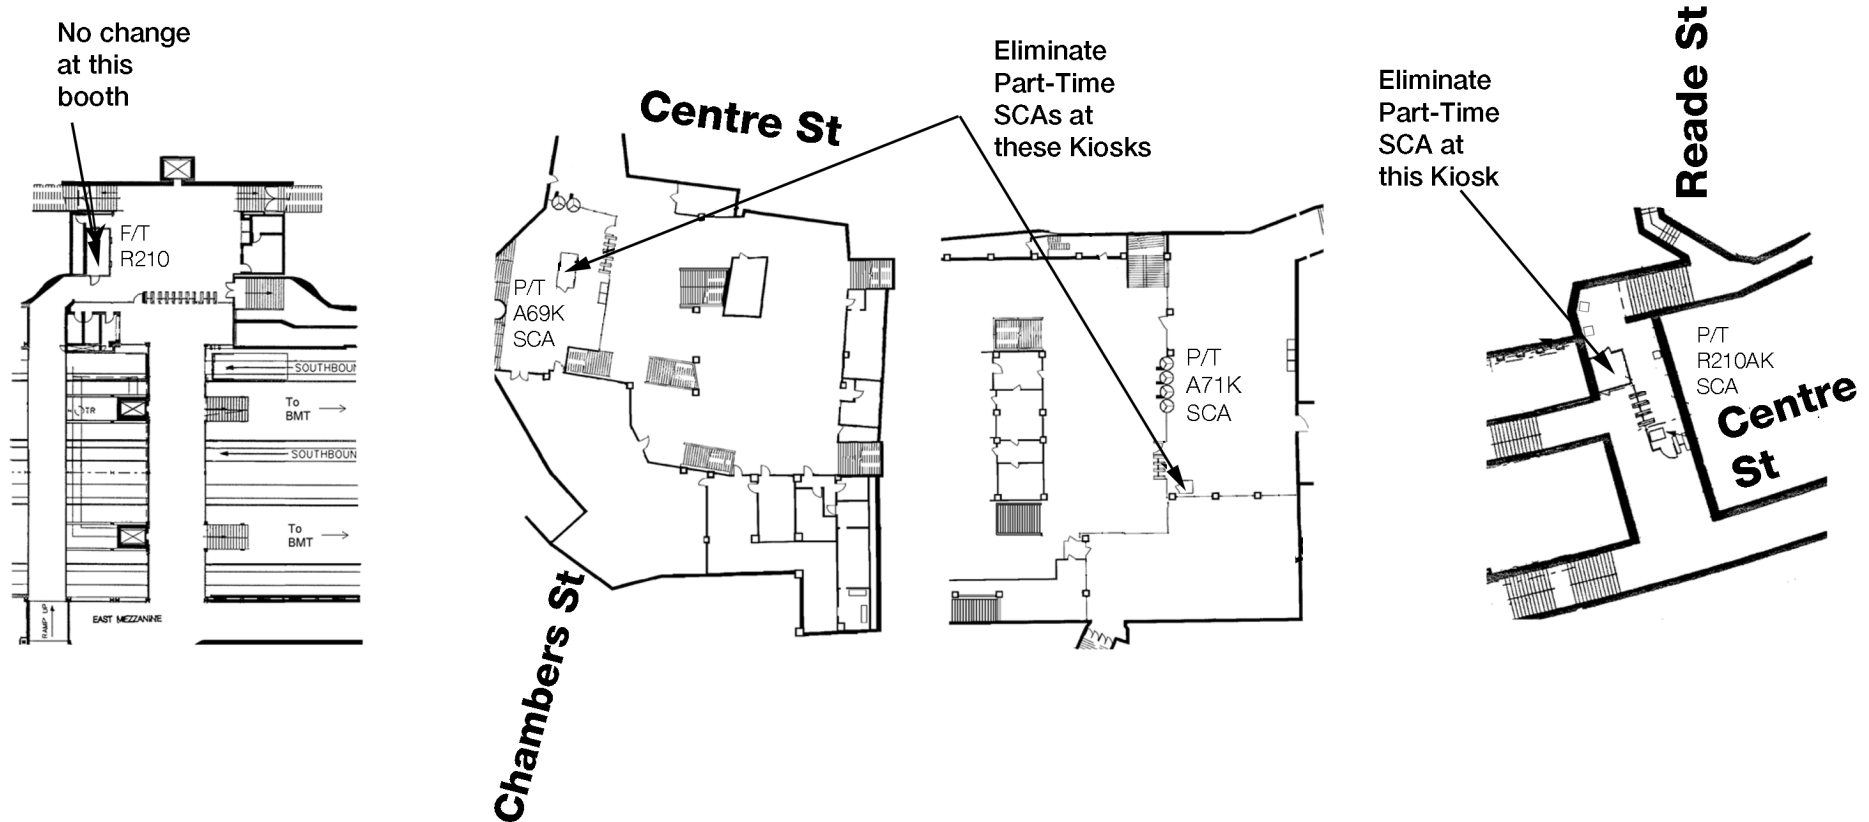 No change
at this
booth
F/T
R210
SOUTHBOUN
To
BMT
TR
SOUTHBOUN
To
BMT
RAMP UP
EAST MEZZANINE
Centre St
P/T
A69K
SCA
Chambers St
Eliminate
Part-Time
SCAs at
these Kiosks
P/T
A71K
SCA
Eliminate
Part-Time
SCA at
this Kiosk
Reade St
P/T
R210AK
SCA
Centre
St